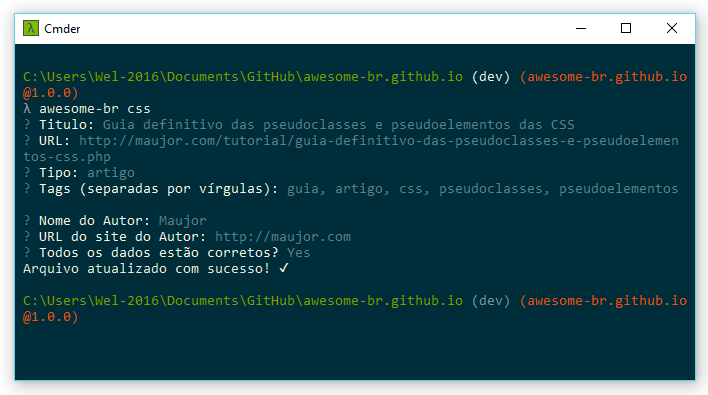 λ Cmder
C:\Users\Wel-2016\Documents\GitHub\awesome-br.github.io (dev) (awesome-br.github.io
@1.0.0)
λ awesome-br css
? Titulo: Guia definitivo das pseudoclasses e pseudoelementos das CSS
? URL: http://maujor.com/tutorial/guia-definitivo-das-pseudoclasses-e-pseudoelemen
tos-css.php
? Tipo: artigo
? Tags (separadas por vírgulas): guia, artigo, css, pseudoclasses, pseudoelementos
? Nome do Autor: Maujor
? URL do site do Autor: http://maujor.com
? Todos os dados estão corretos? Yes
Arquivo atualizado com sucesso! ✓
C:\Users\Wel-2016\Documents\GitHub\awesome-br.github.io (dev) (awesome-br.github.io
@1.0.0)